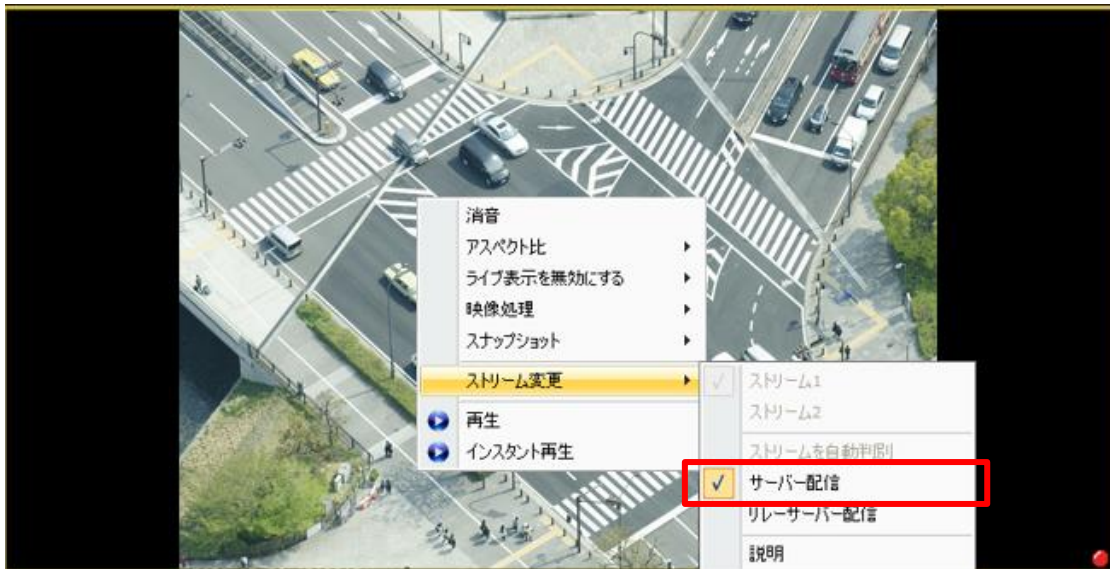 消音
アスペクト比
ライブ表示を無効にする
映像処理
スナップショット
ストリーム変更
再生
インスタント再生
ストリーム1
ストリーム2
ストリームを自動判別
サーバー配信
リレーサーバー配信
説明